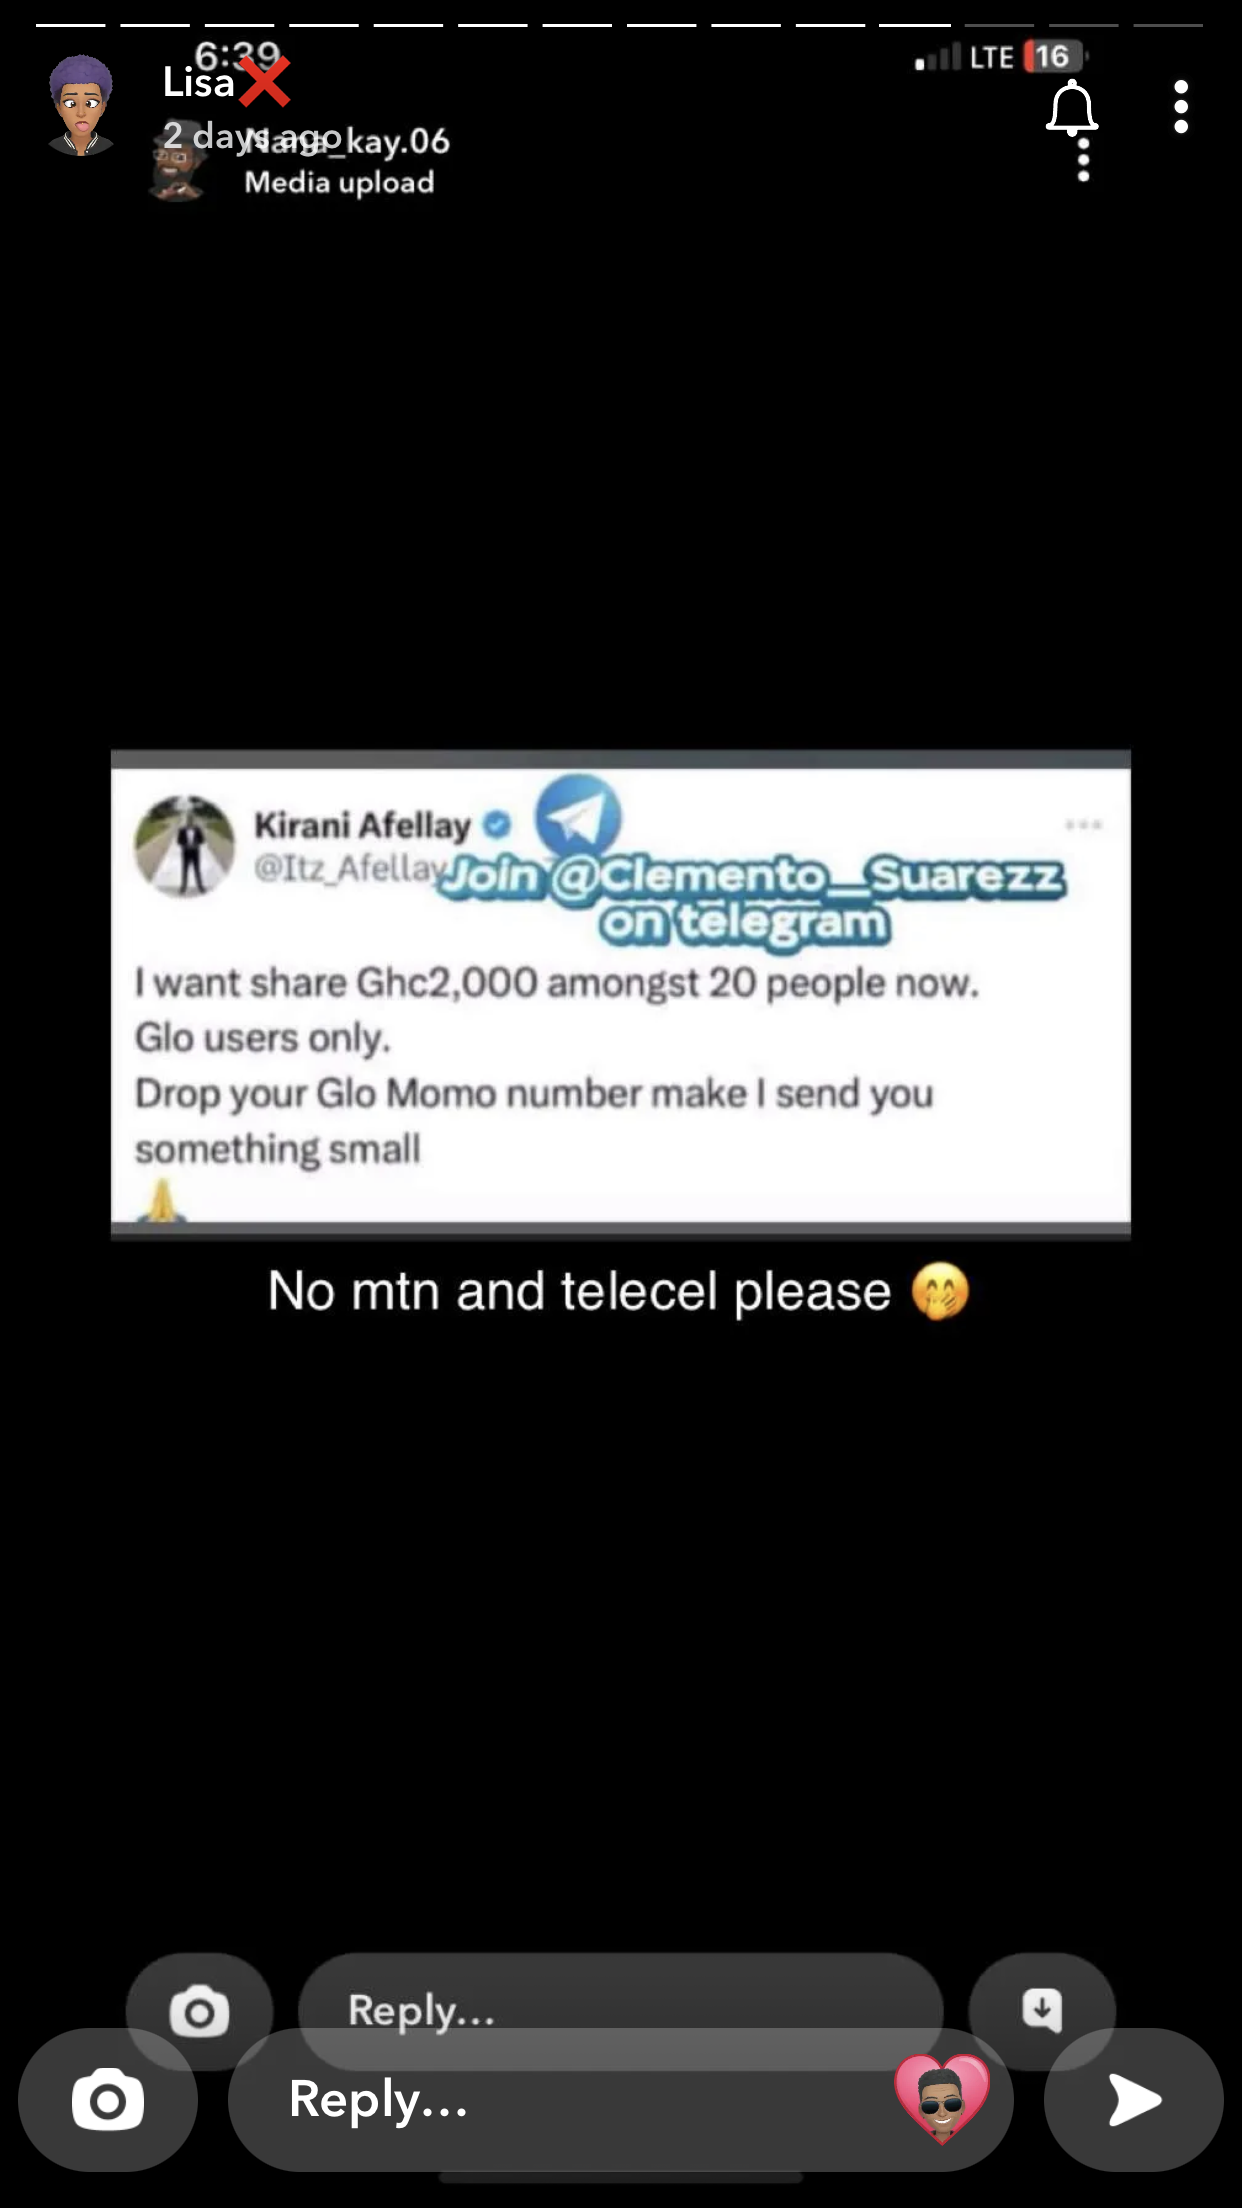 6:39
LTE 16
Lisa❌
2 days ago
Nana_kay.06
Media upload
Kirani Afellay
@Itz_Afellay
Join @Clemento__Suarezz
on telegram
I want share Ghc2,000 amongst 20 people now.
Glo users only.
Drop your Glo Momo number make I send you
something small
🙏
No mtn and telecel please 🤭
Reply...
Reply...